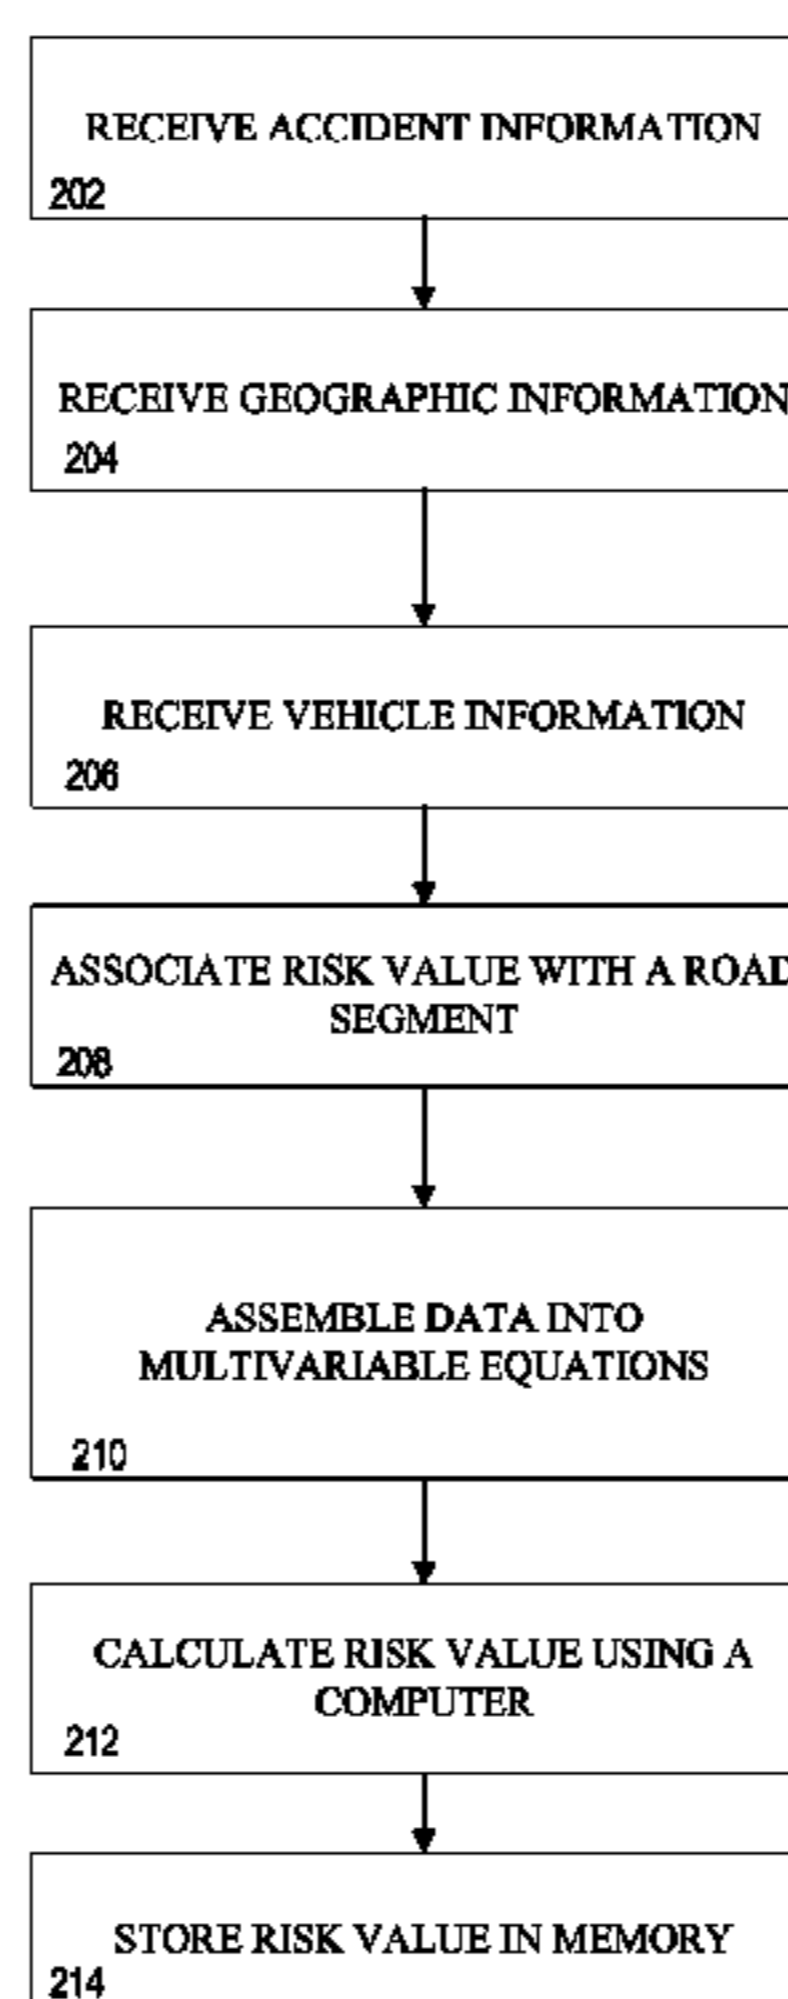 RECEIVE ACCIDENT INFORMATION
202
RECEIVE GEOGRAPHIC INFORMATION
204
RECEIVE VEHICLE INFORMATION
206
ASSOCIATE RISK VALUE WITH A ROAD
SEGMENT
208
ASSEMBLE DATA INTO
MULTIVARIABLE EQUATIONS
210
CALCULATE RISK VALUE USING A
COMPUTER
212
STORE RISK VALUE IN MEMORY
214